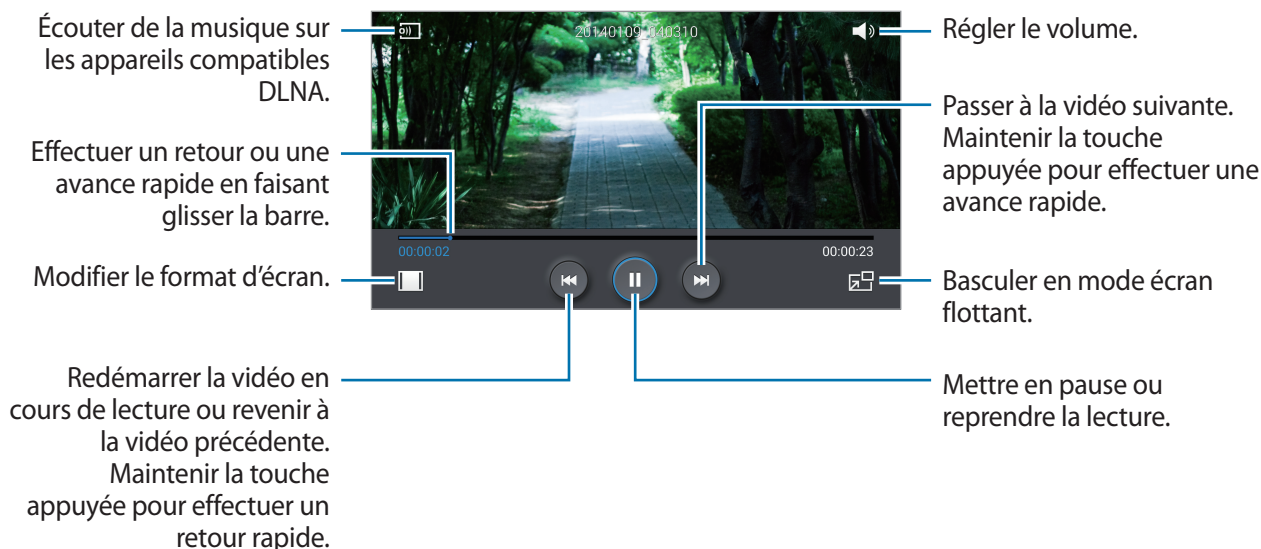 Écouter de la musique sur
les appareils compatibles
DLNA.
Effectuer un retour ou une
avance rapide en faisant
glisser la barre.
Modifier le format d'écran.
Redémarrer la vidéo en
cours de lecture ou revenir à
la vidéo précédente.
Maintenir la touche
appuyée pour effectuer un
retour rapide.
20140109_040310
00:00:02
00:00:23
Régler le volume.
Passer à la vidéo suivante.
Maintenir la touche
appuyée pour effectuer une
avance rapide.
Basculer en mode écran
flottant.
Mettre en pause ou
reprendre la lecture.